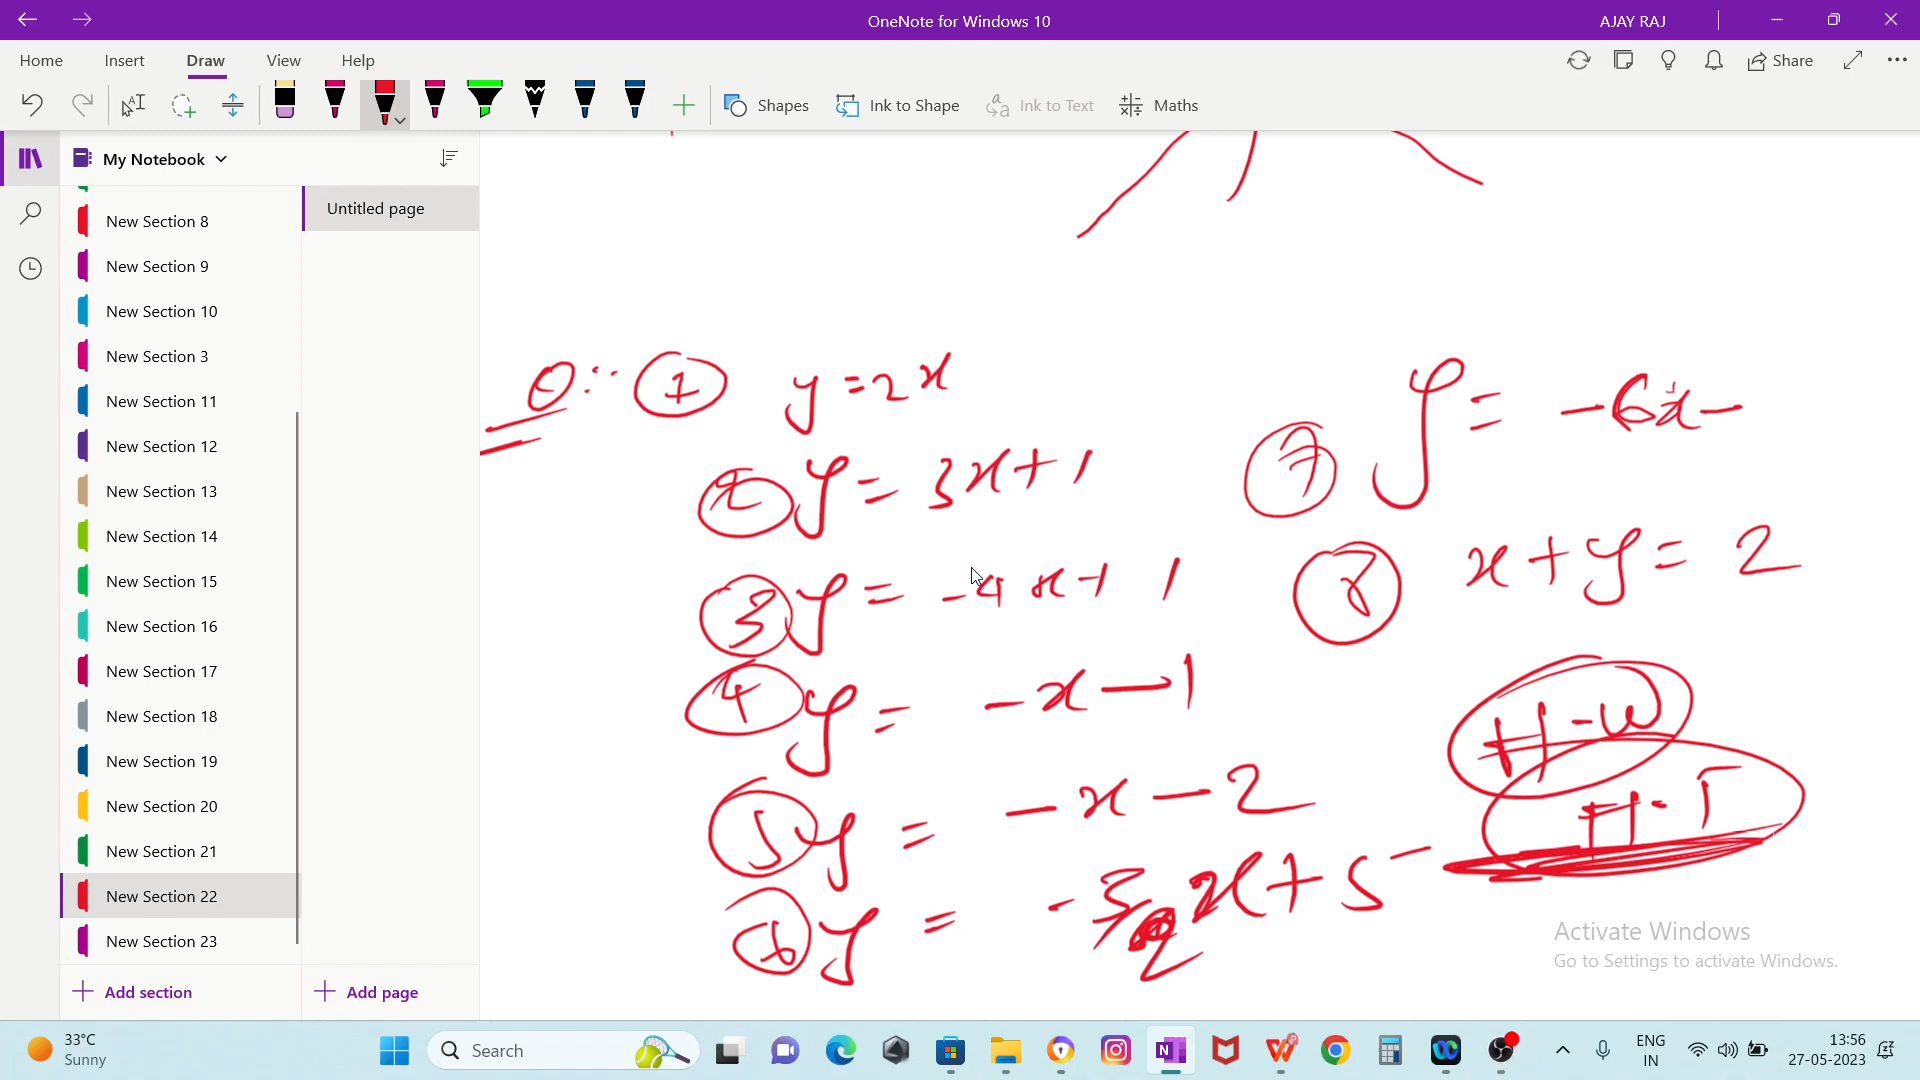 OneNote for Windows 10
AJAY RAJ
Home Insert Draw View Help
Share
Shapes Ink to Shape Ink to Text Maths
My Notebook
New Section 8
New Section 9
New Section 10
New Section 3
New Section 11
New Section 12
New Section 13
New Section 14
New Section 15
New Section 16
New Section 17
New Section 18
New Section 19
New Section 20
New Section 21
New Section 22
New Section 23
Add section
Untitled page
Add page
1 y=2x
2 y = 3x+1
3 y = -4x+1
4 y = -x-1
5 y = -x-2
6 y =
7 y = -6x-
8 x+y = 2
H-W
Activate Windows
Go to Settings to activate Windows.
33°C
Sunny
Search
ENG
IN
13:56
27-05-2023